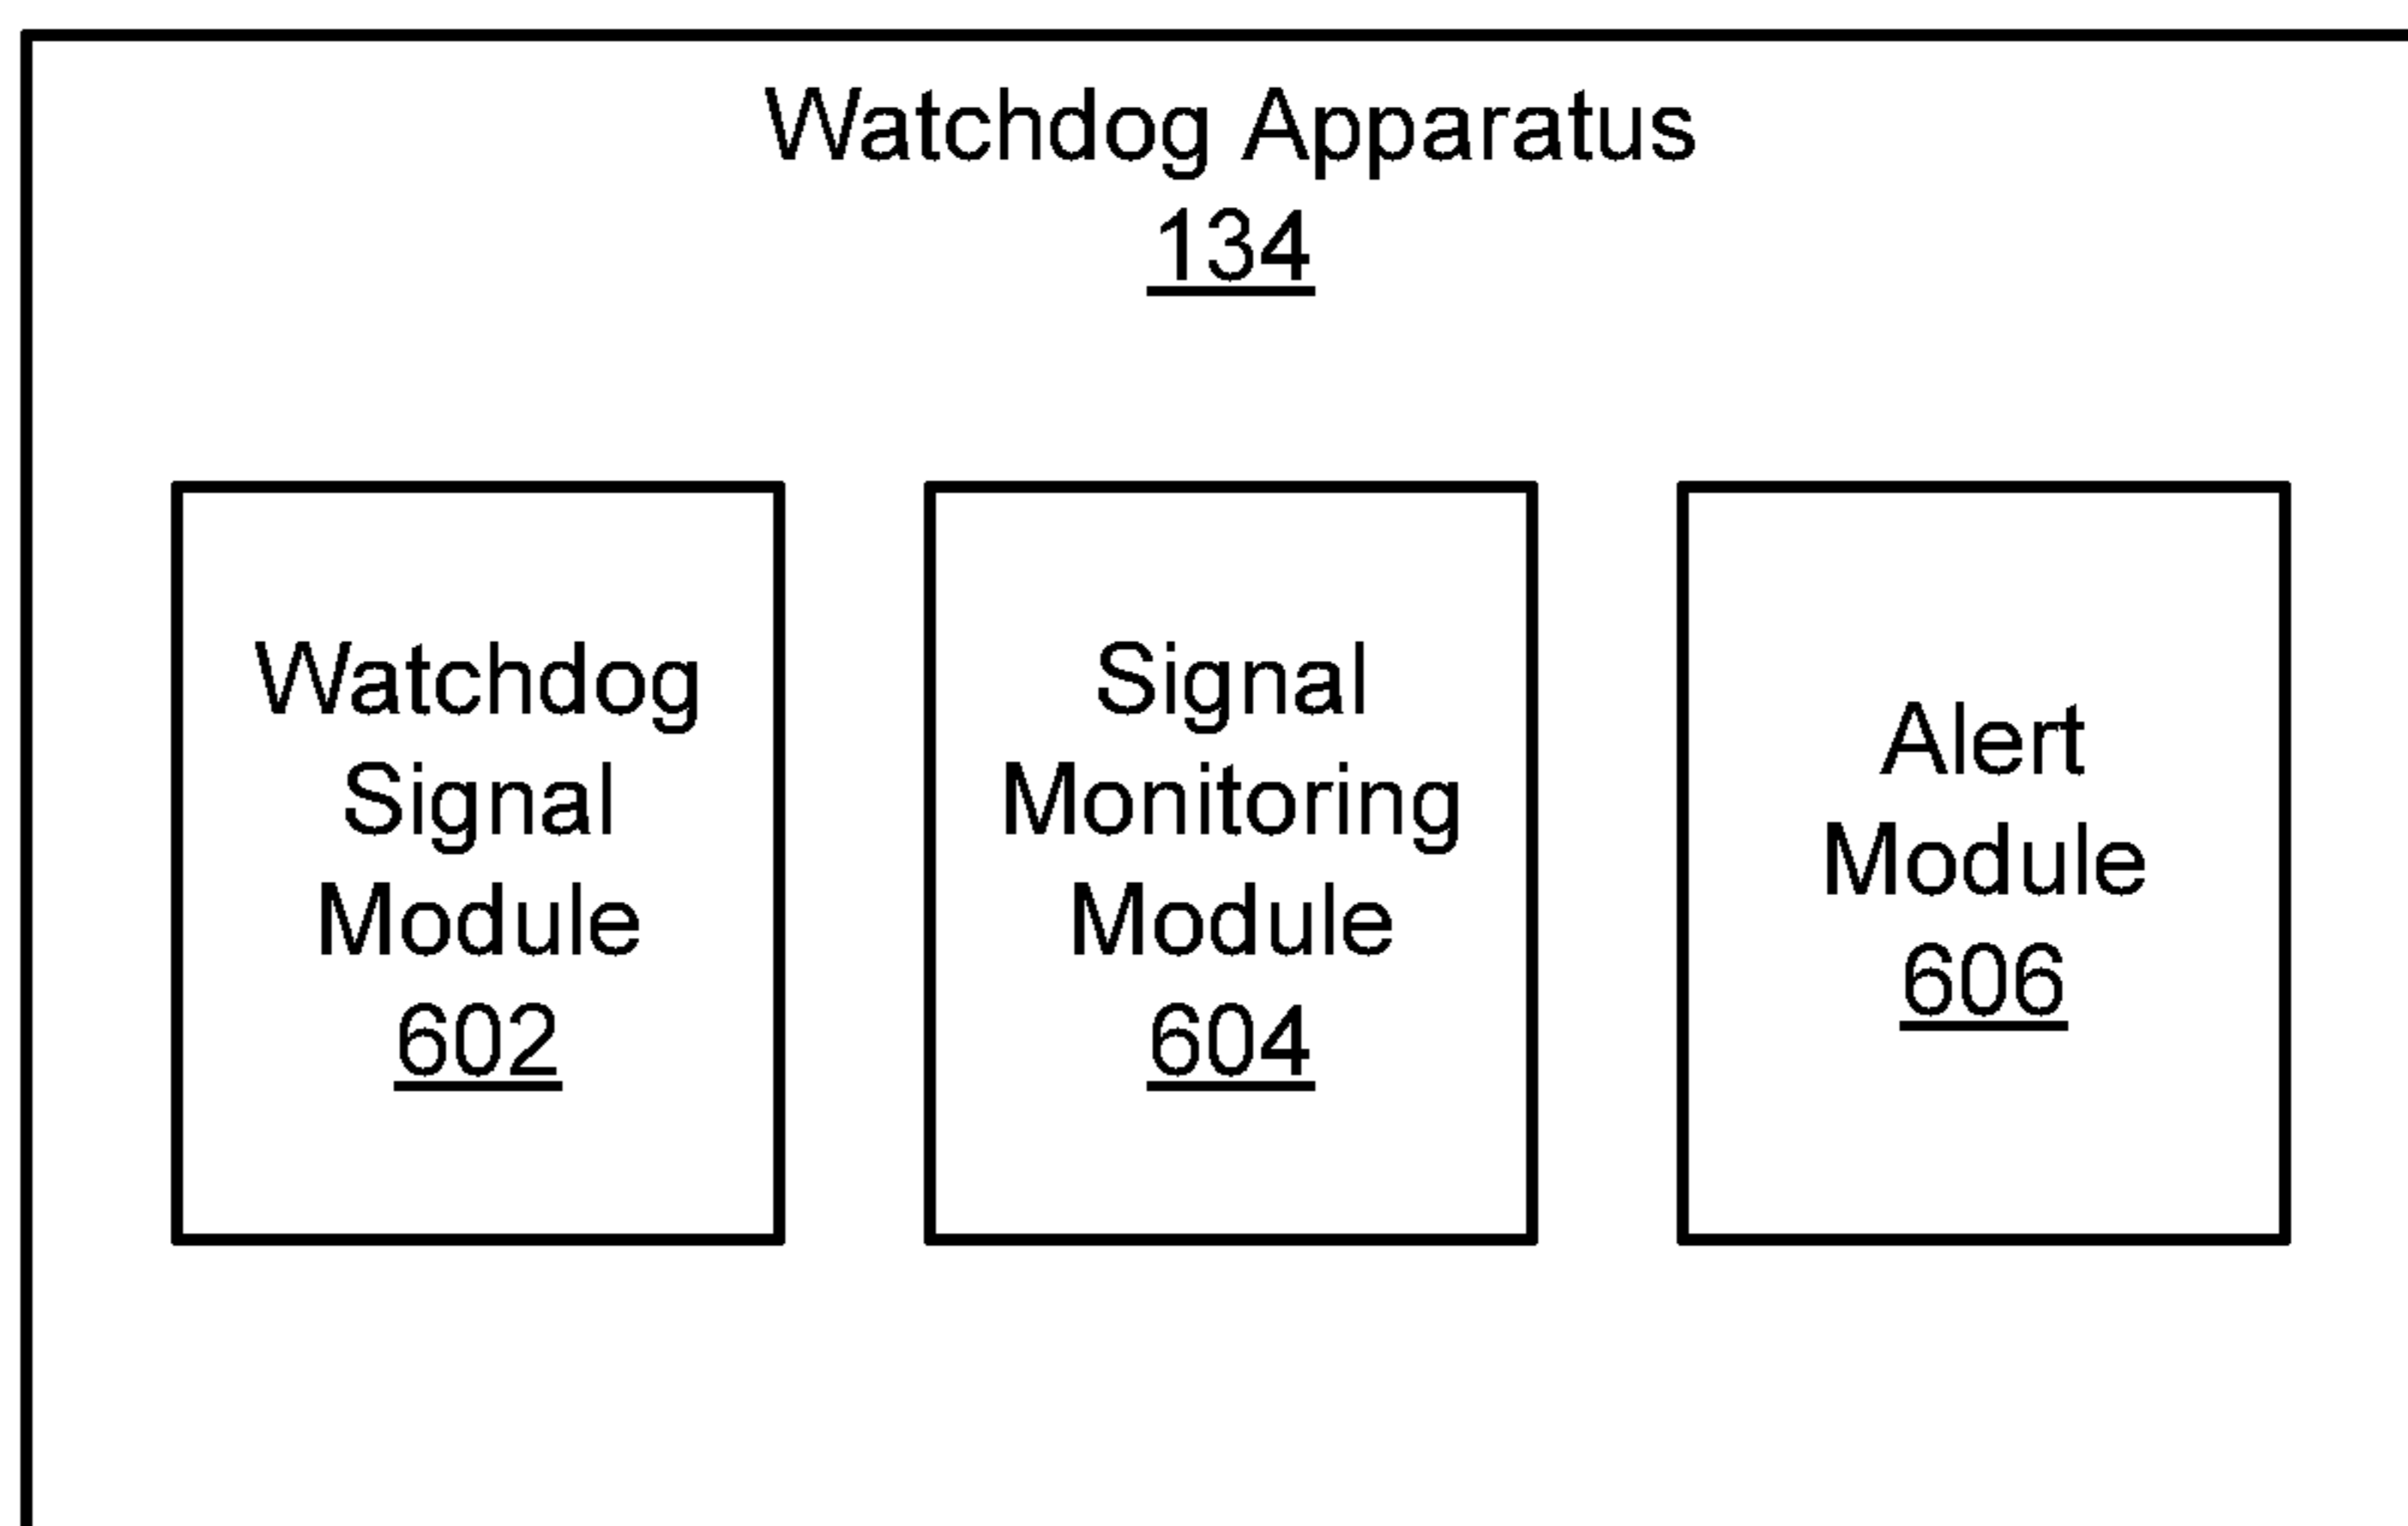 Watchdog Apparatus
134
Watchdog
Signal
Module
602
Signal
Monitoring
Module
604
Alert
Module
606